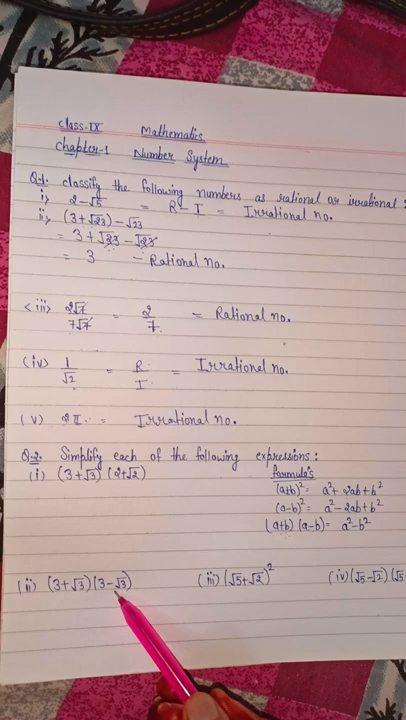 Class-IX Mathematics
Chapter-1 Number System
Q-1. Classify the following numbers as rational or irrational :
i) 2-√5 = R-I = Irrational no.
ii) (3+√23)-√23
= 3+√23-√23
= 3 - Rational no.
(iii) 2√7/7√7 = 2/7 = Rational no.
(iv) 1/√2 = R/I = Irrational no.
(v) 2π = Irrational no.
Q-2. Simplify each of the following expressions :
(i) (3+√3)(2+√2) formula's
(a+b)² = a²+2ab+b²
(a-b)² = a²-2ab+b²
(a+b)(a-b) = a²-b²
(ii) (3+√3)(3-√3) (iii) (√5+√2)² (iv) (√5-√2)(√5